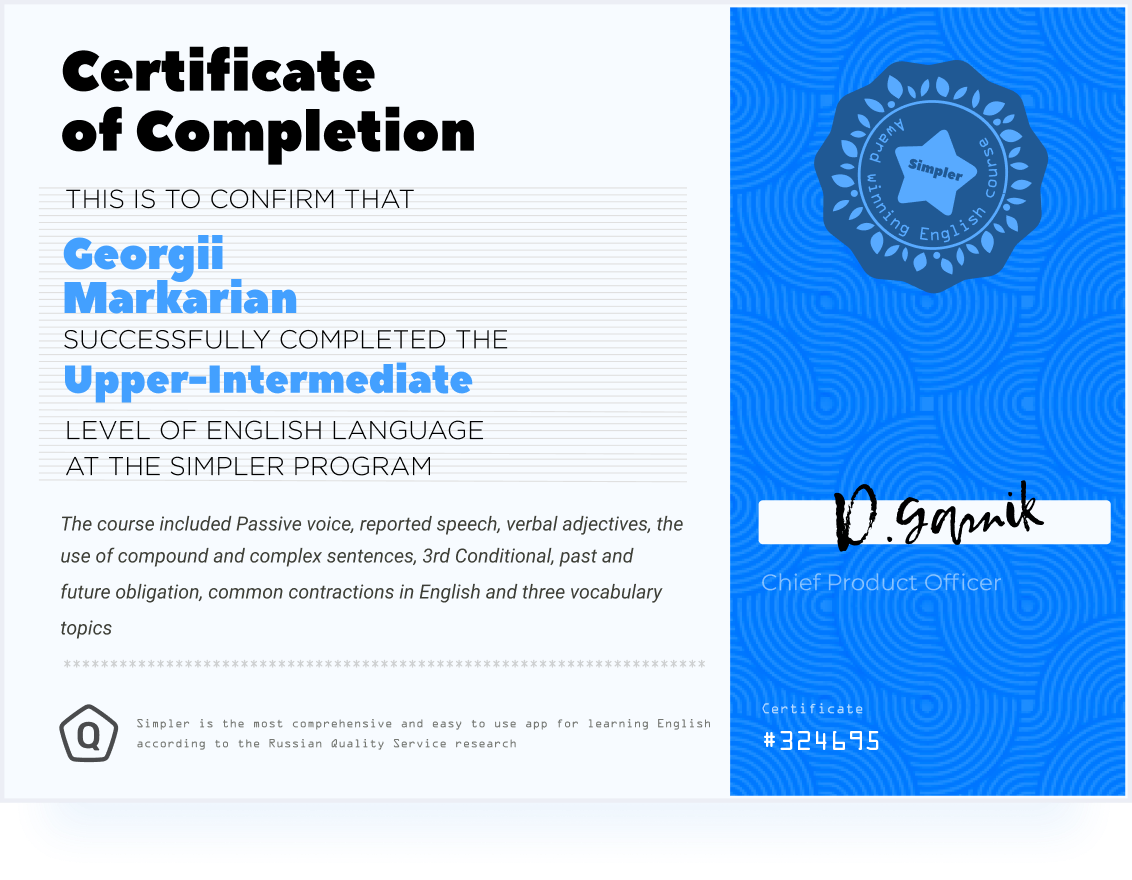 Certificate
of Completion
THIS IS TO CONFIRM THAT
Georgii
Markarian
SUCCESSFULLY COMPLETED THE
Upper-Intermediate
LEVEL OF ENGLISH LANGUAGE
AT THE SIMPLER PROGRAM
The course included Passive voice, reported speech, verbal adjectives, the
use of compound and complex sentences, 3rd Conditional, past and
future obligation, common contractions in English and three vocabulary
topics
**********************************************************************
Q
Simpler is the most comprehensive and easy to use app for learning English
according to the Russian Quality Service research
Award winning English course
Simpler
D. Garnik
Chief Product Officer
Certificate
#324695